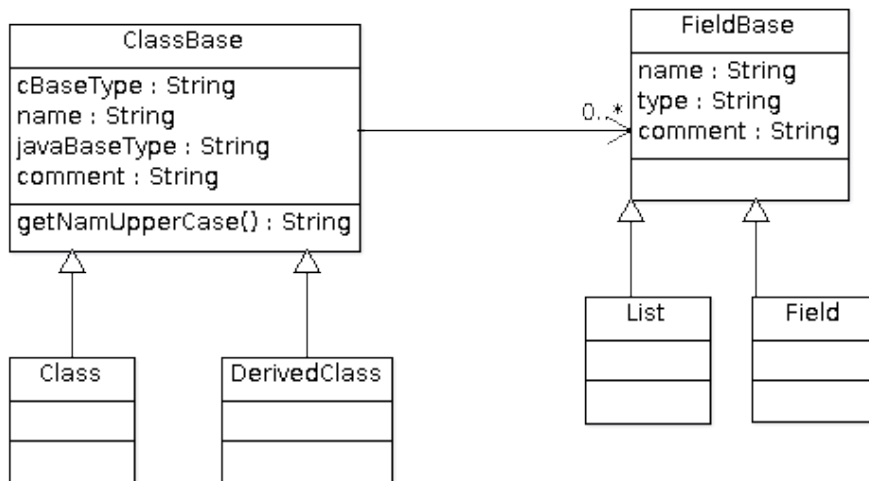 ClassBase
cBaseType : String
name : String
javaBaseType : String
comment : String
getNamUpperCase() : String
0..*
FieldBase
name : String
type : String
comment : String
Class
DerivedClass
List
Field